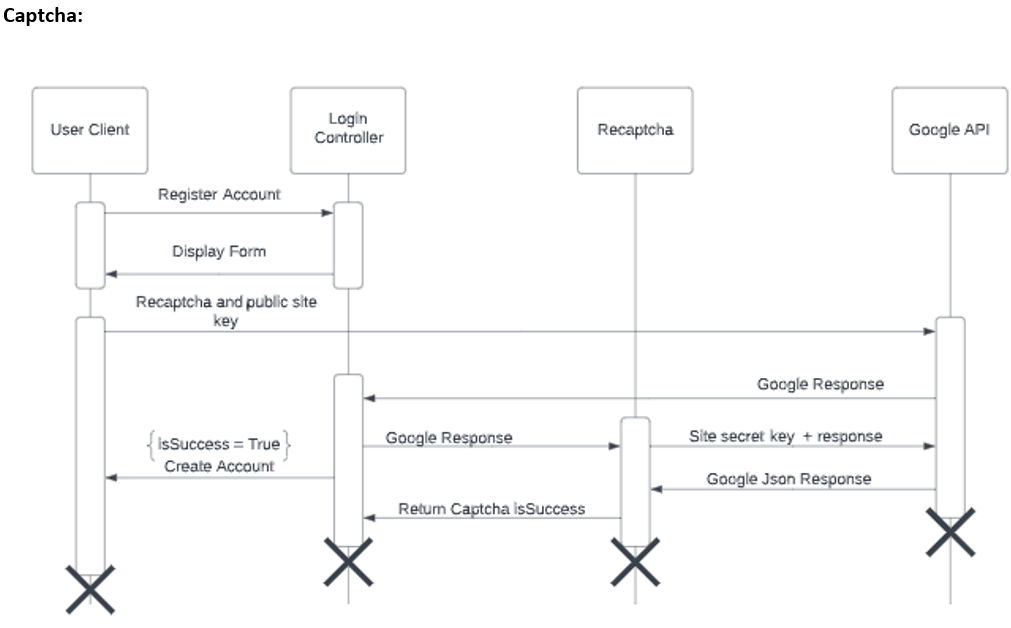 Captcha:
User Client
Login
Controller
Recaptcha
Google API
Register Account
Display Form
Recaptcha and public site
key
Google Response
{isSuccess = True}
Create Account
Google Response
Site secret key + response
Google Json Response
Return Captcha isSuccess